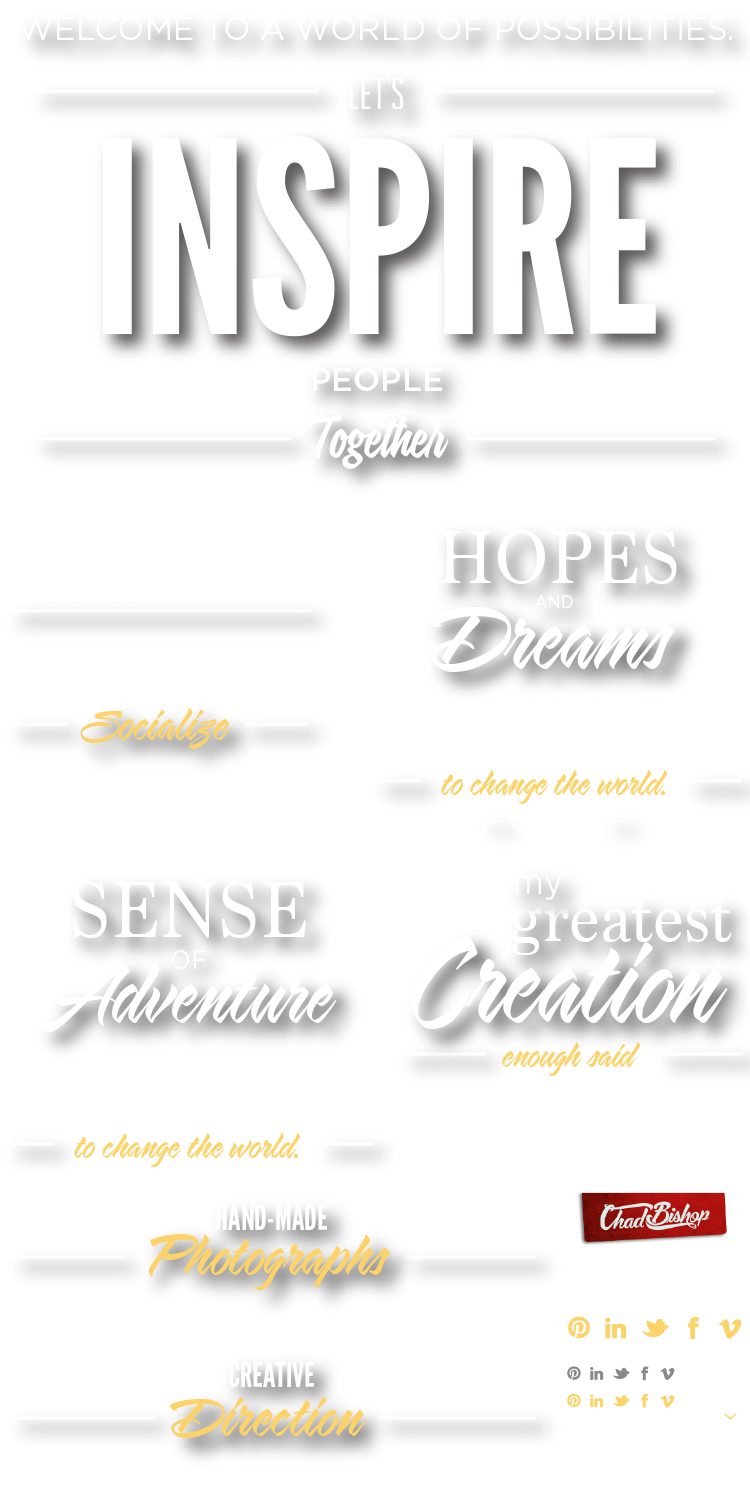 WELCOME TO A WORLD OF POSSIBILITIES.
LET'S
INSPIRE
PEOPLE
Together
HOPES
AND
Dreams
Socialize
to change the world.
SENSE
OF
Adventure
my
greatest
Creation
enough said
to change the world.
HAND-MADE
Photographs
Chad Bishop
CREATIVE
Direction